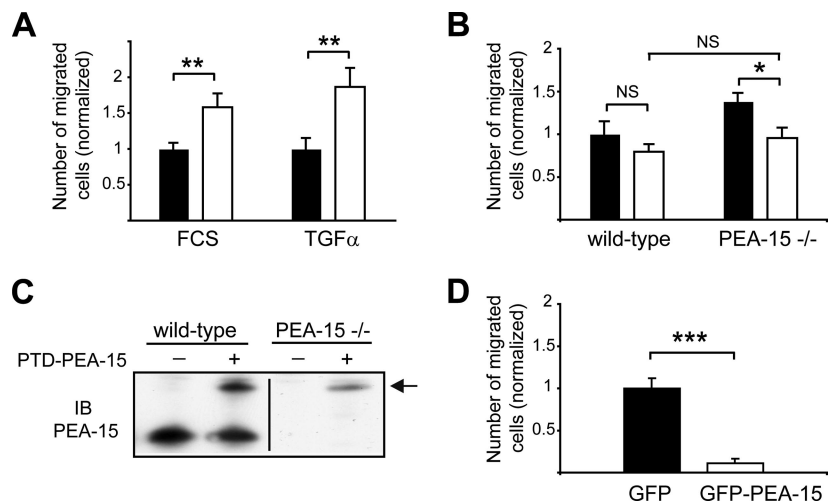 A
Number of migrated
cells (normalized)
2
1.5
1
0.5
**
**
FCS
TGFα
B
Number of migrated
cells (normalized)
2
1.5
1
0.5
NS
NS
*
wild-type
PEA-15 -/-
C
wild-type
PEA-15 -/-
PTD-PEA-15
– + – +
IB
PEA-15
D
Number of migrated
cells (normalized)
2
1.5
1
0.5
***
GFP
GFP-PEA-15